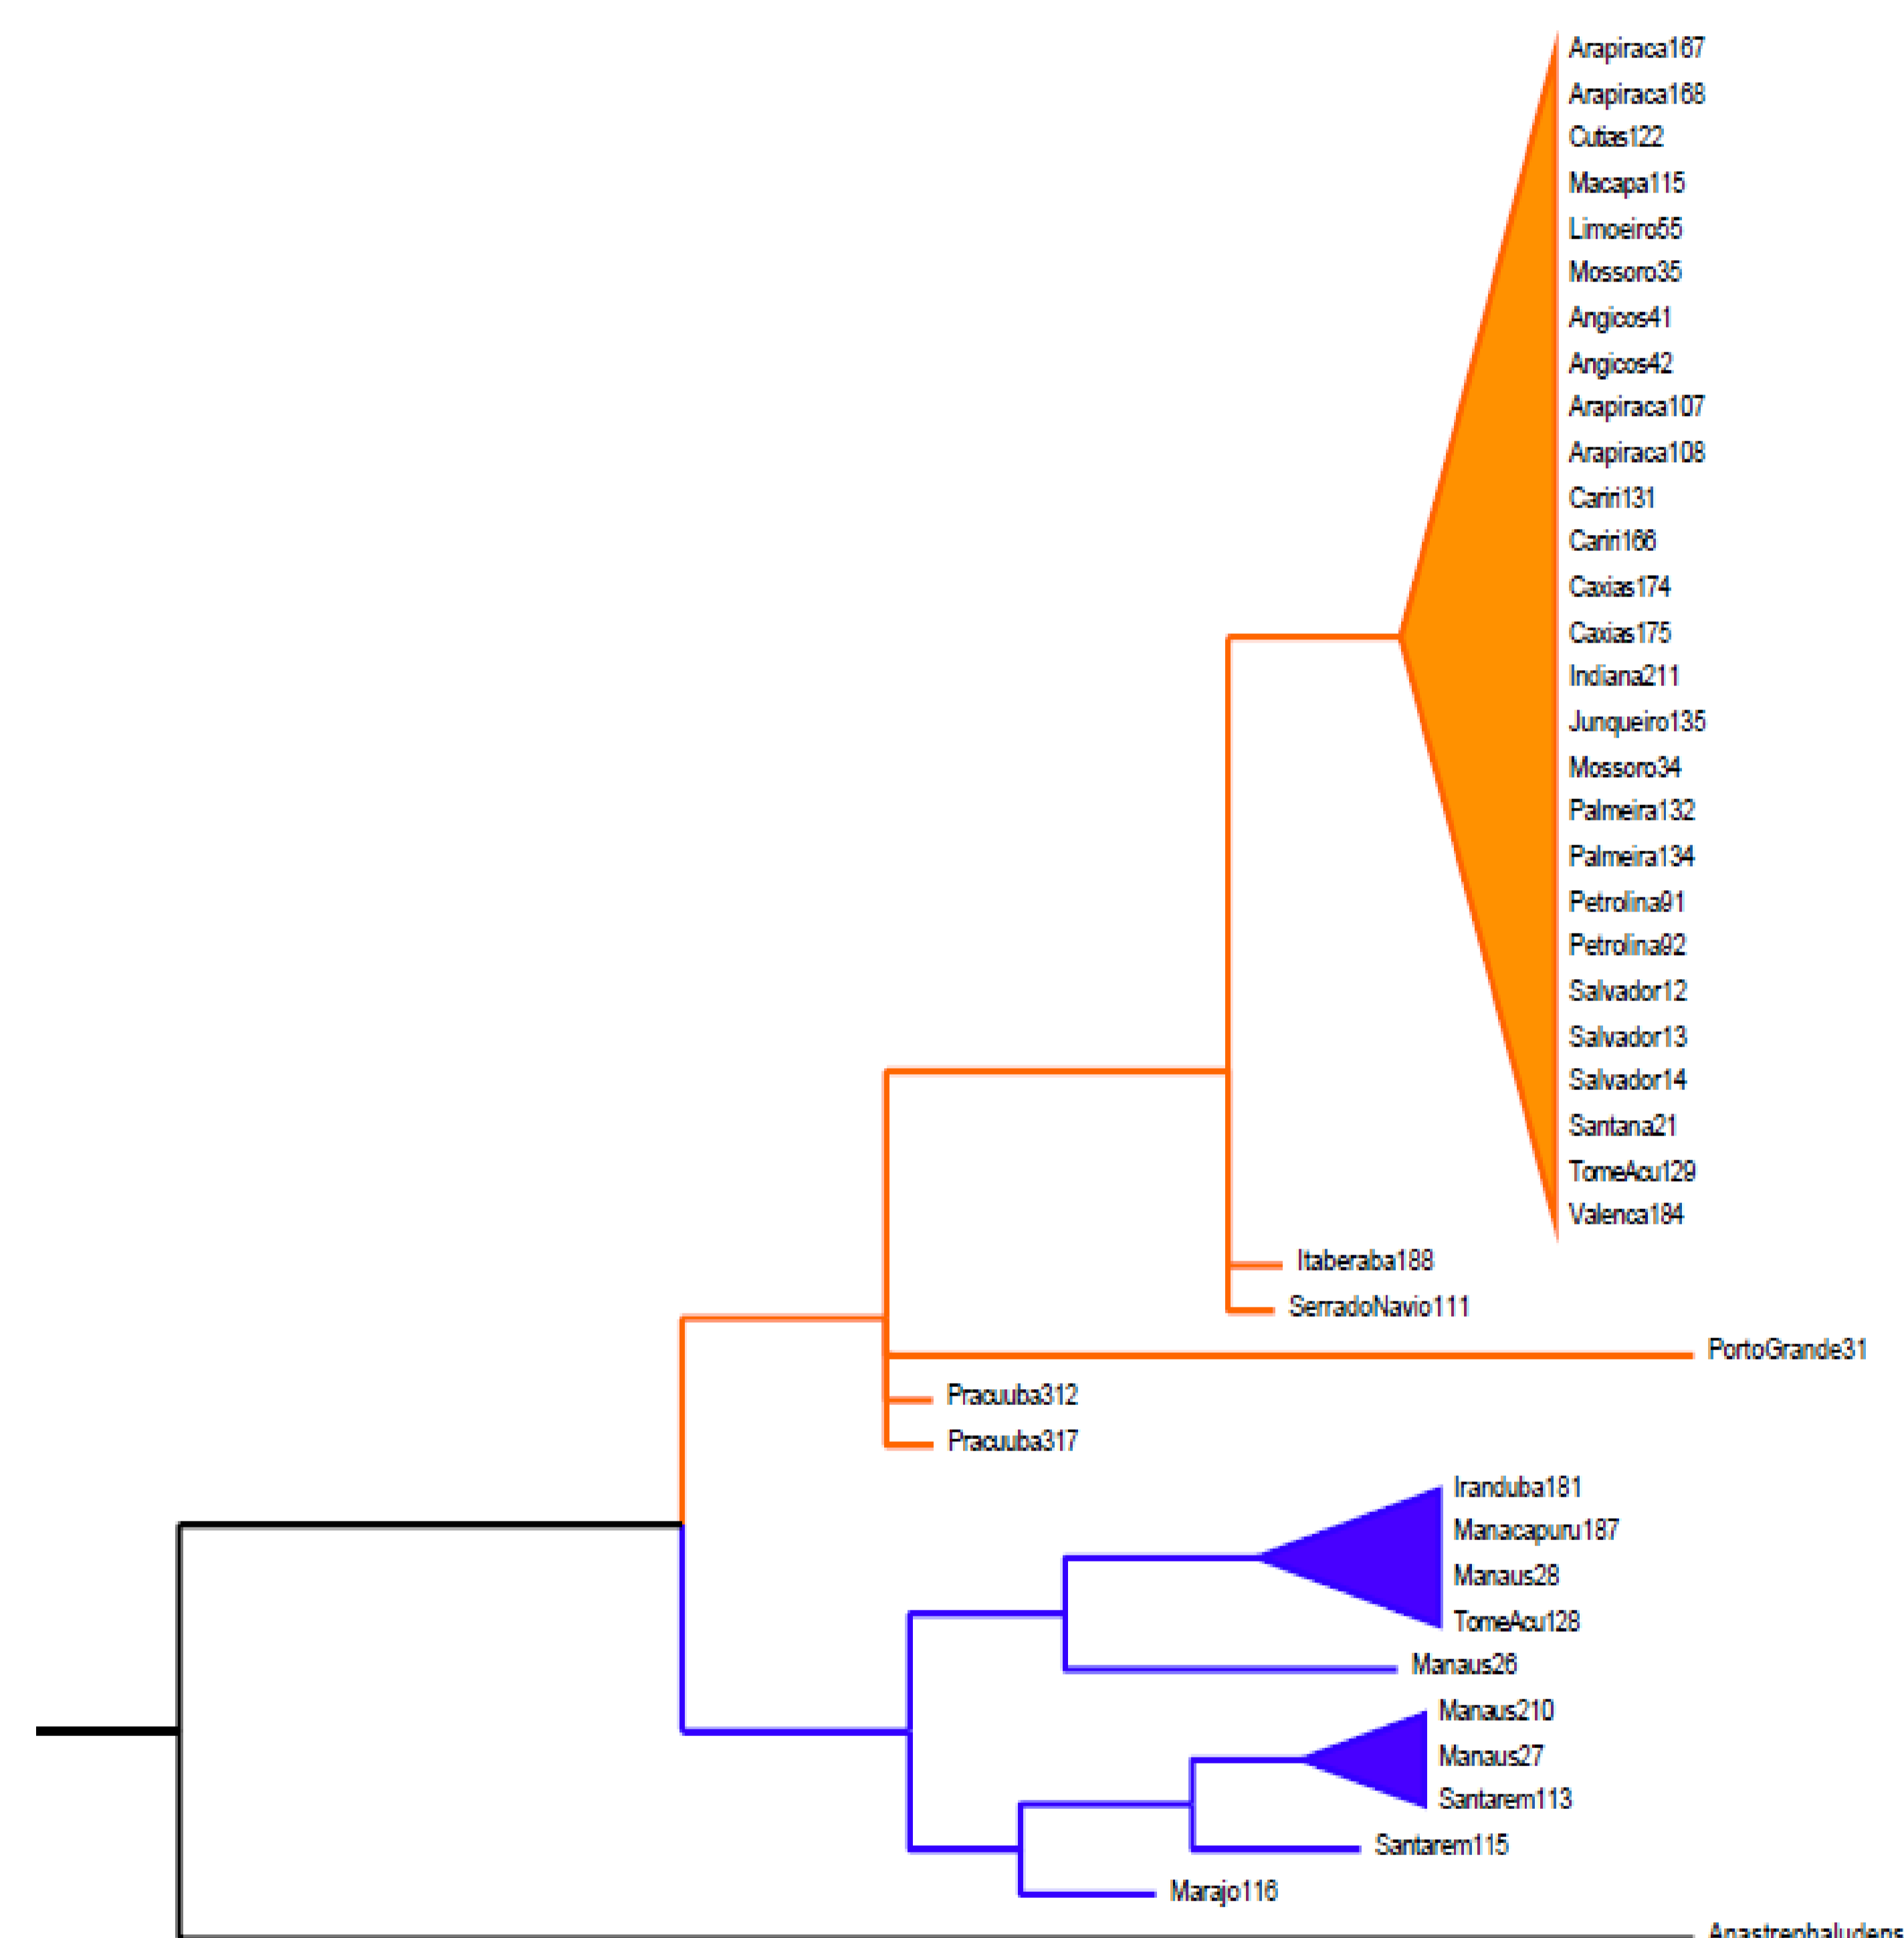 Arapiraca167
Arapiraca168
Cutias122
Macapa115
Limoeiro55
Mossoro35
Angicos41
Angicos42
Arapiraca107
Arapiraca108
Cariri131
Cariri166
Caxias174
Caxias175
Indiana211
Junqueiro135
Mossoro34
Palmeira132
Palmeira134
Petrolina91
Petrolina92
Salvador12
Salvador13
Salvador14
Santana21
TomeAcu129
Valenca184
Itaberaba188
SerradoNavio111
PortoGrande31
Pracuuba312
Pracuuba317
Iranduba181
Manacapuru187
Manaus28
TomeAcu128
Manaus26
Manaus210
Manaus27
Santarem113
Santarem115
Marajo116